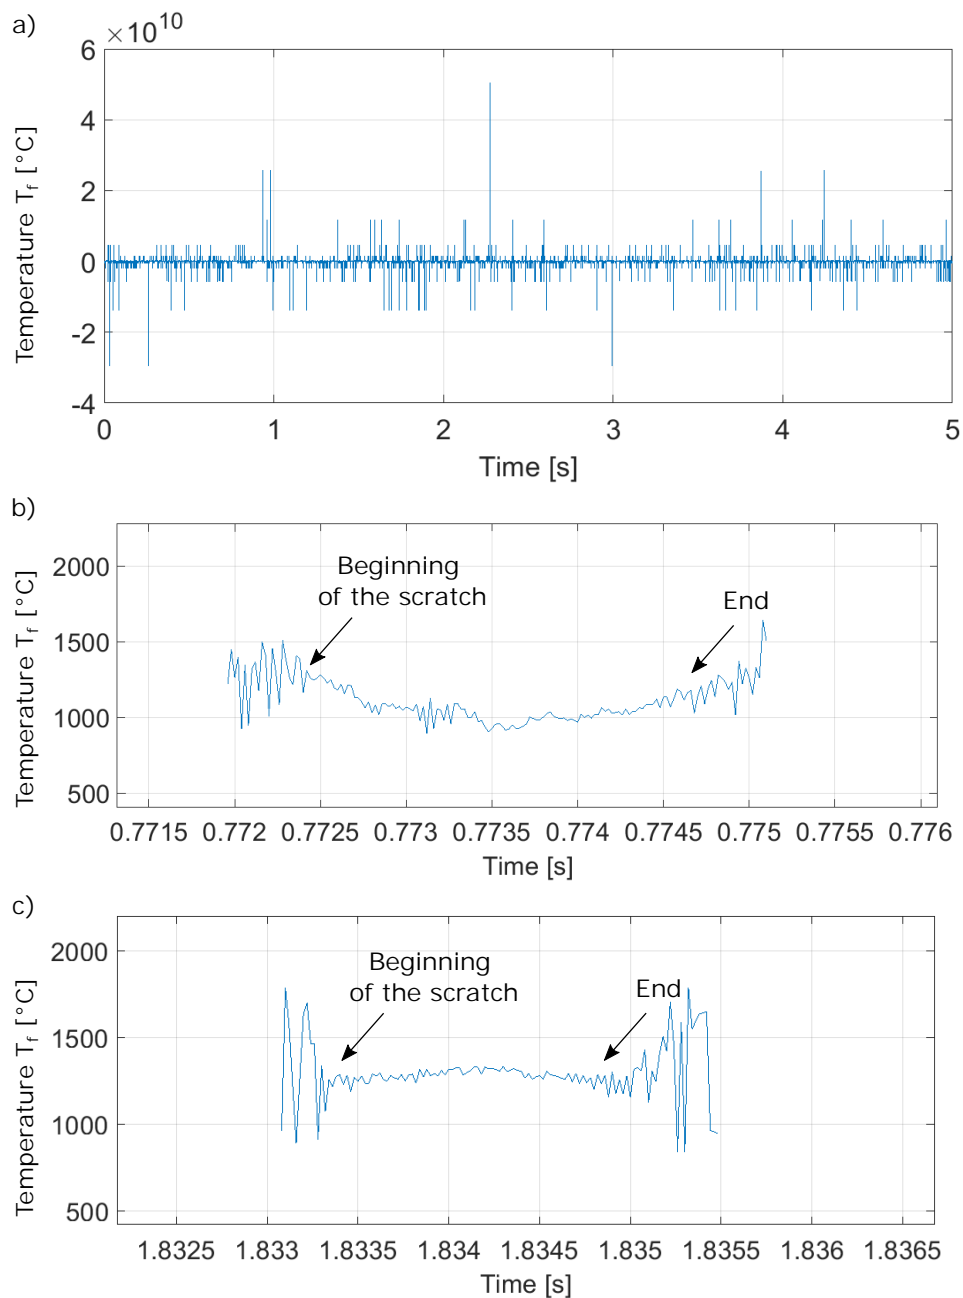 a)
×10^10
6
4
2
0
-2
-4
Temperature T_f [°C]
0 1 2 3 4 5
Time [s]
b)
2000
1500
1000
500
Temperature T_f [°C]
Beginning
of the scratch
End
0.7715 0.772 0.7725 0.773 0.7735 0.774 0.7745 0.775 0.7755 0.776
Time [s]
c)
2000
1500
1000
500
Temperature T_f [°C]
Beginning
of the scratch
End
1.8325 1.833 1.8335 1.834 1.8345 1.835 1.8355 1.836 1.8365
Time [s]